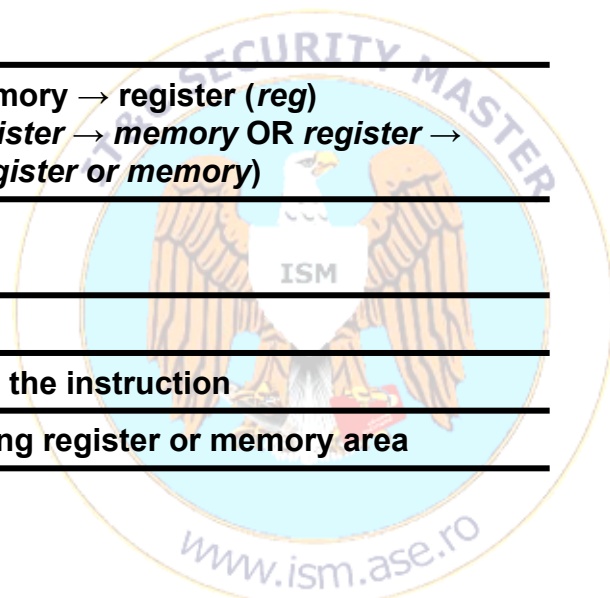 IT&C SECURITY MASTER
mory → register (reg)
ister → memory OR register →
gister or memory)
ISM
the instruction
ng register or memory area
www.ism.ase.ro